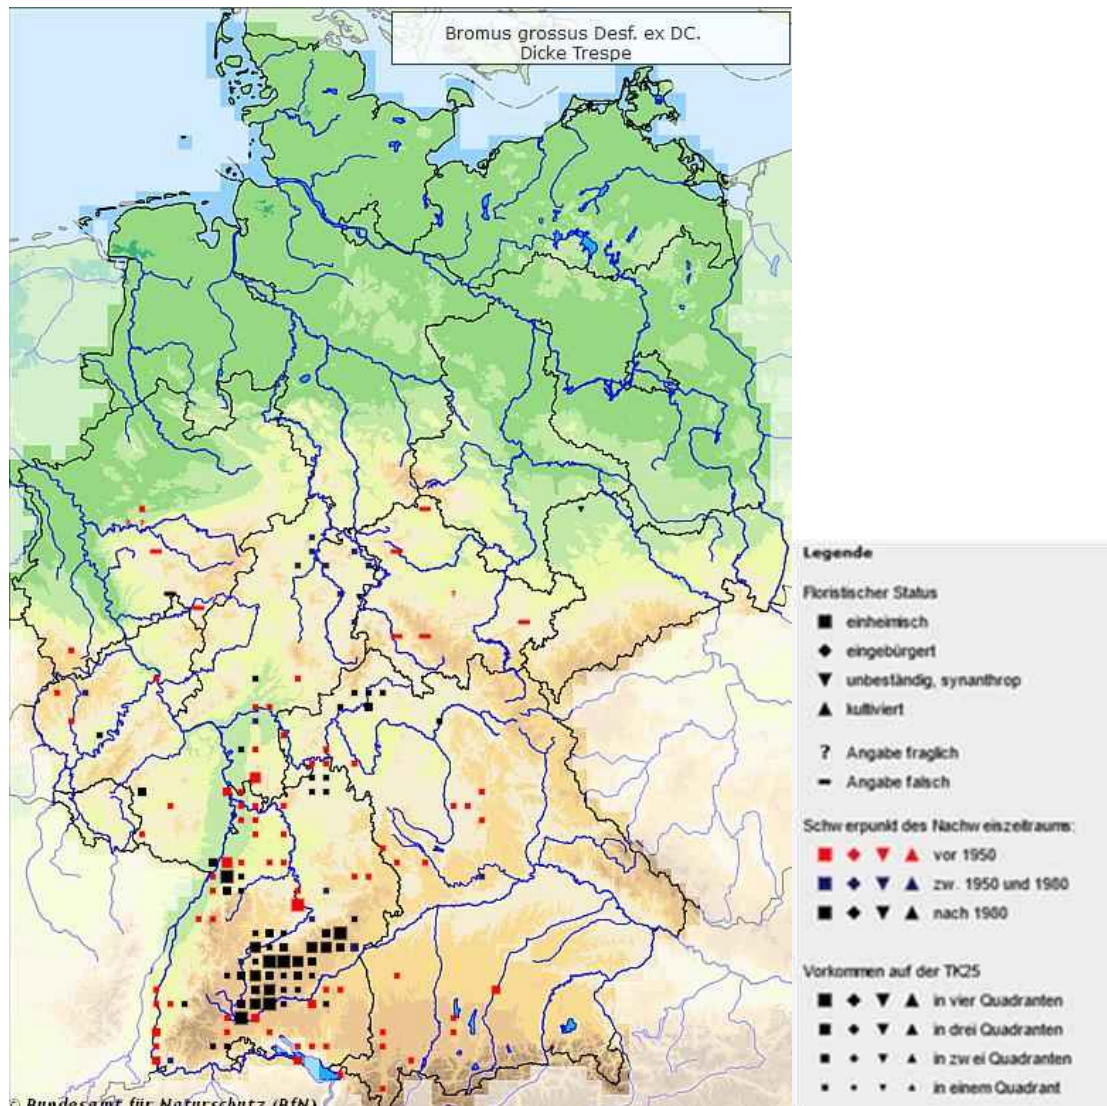 Bromus grossus Desf. ex DC.
Dicke Trespe
Legende
Floristischer Status
einheimisch
eingebürgert
unbeständig, synanthrop
kultiviert
? Angabe fraglich
Angabe falsch
Schwerpunkt des Nachweiszeitraums:
vor 1950
zw. 1950 und 1980
nach 1980
Vorkommen auf der TK25
in vier Quadranten
in drei Quadranten
in zwei Quadranten
in einem Quadrant
© Bundesamt für Naturschutz (BfN)